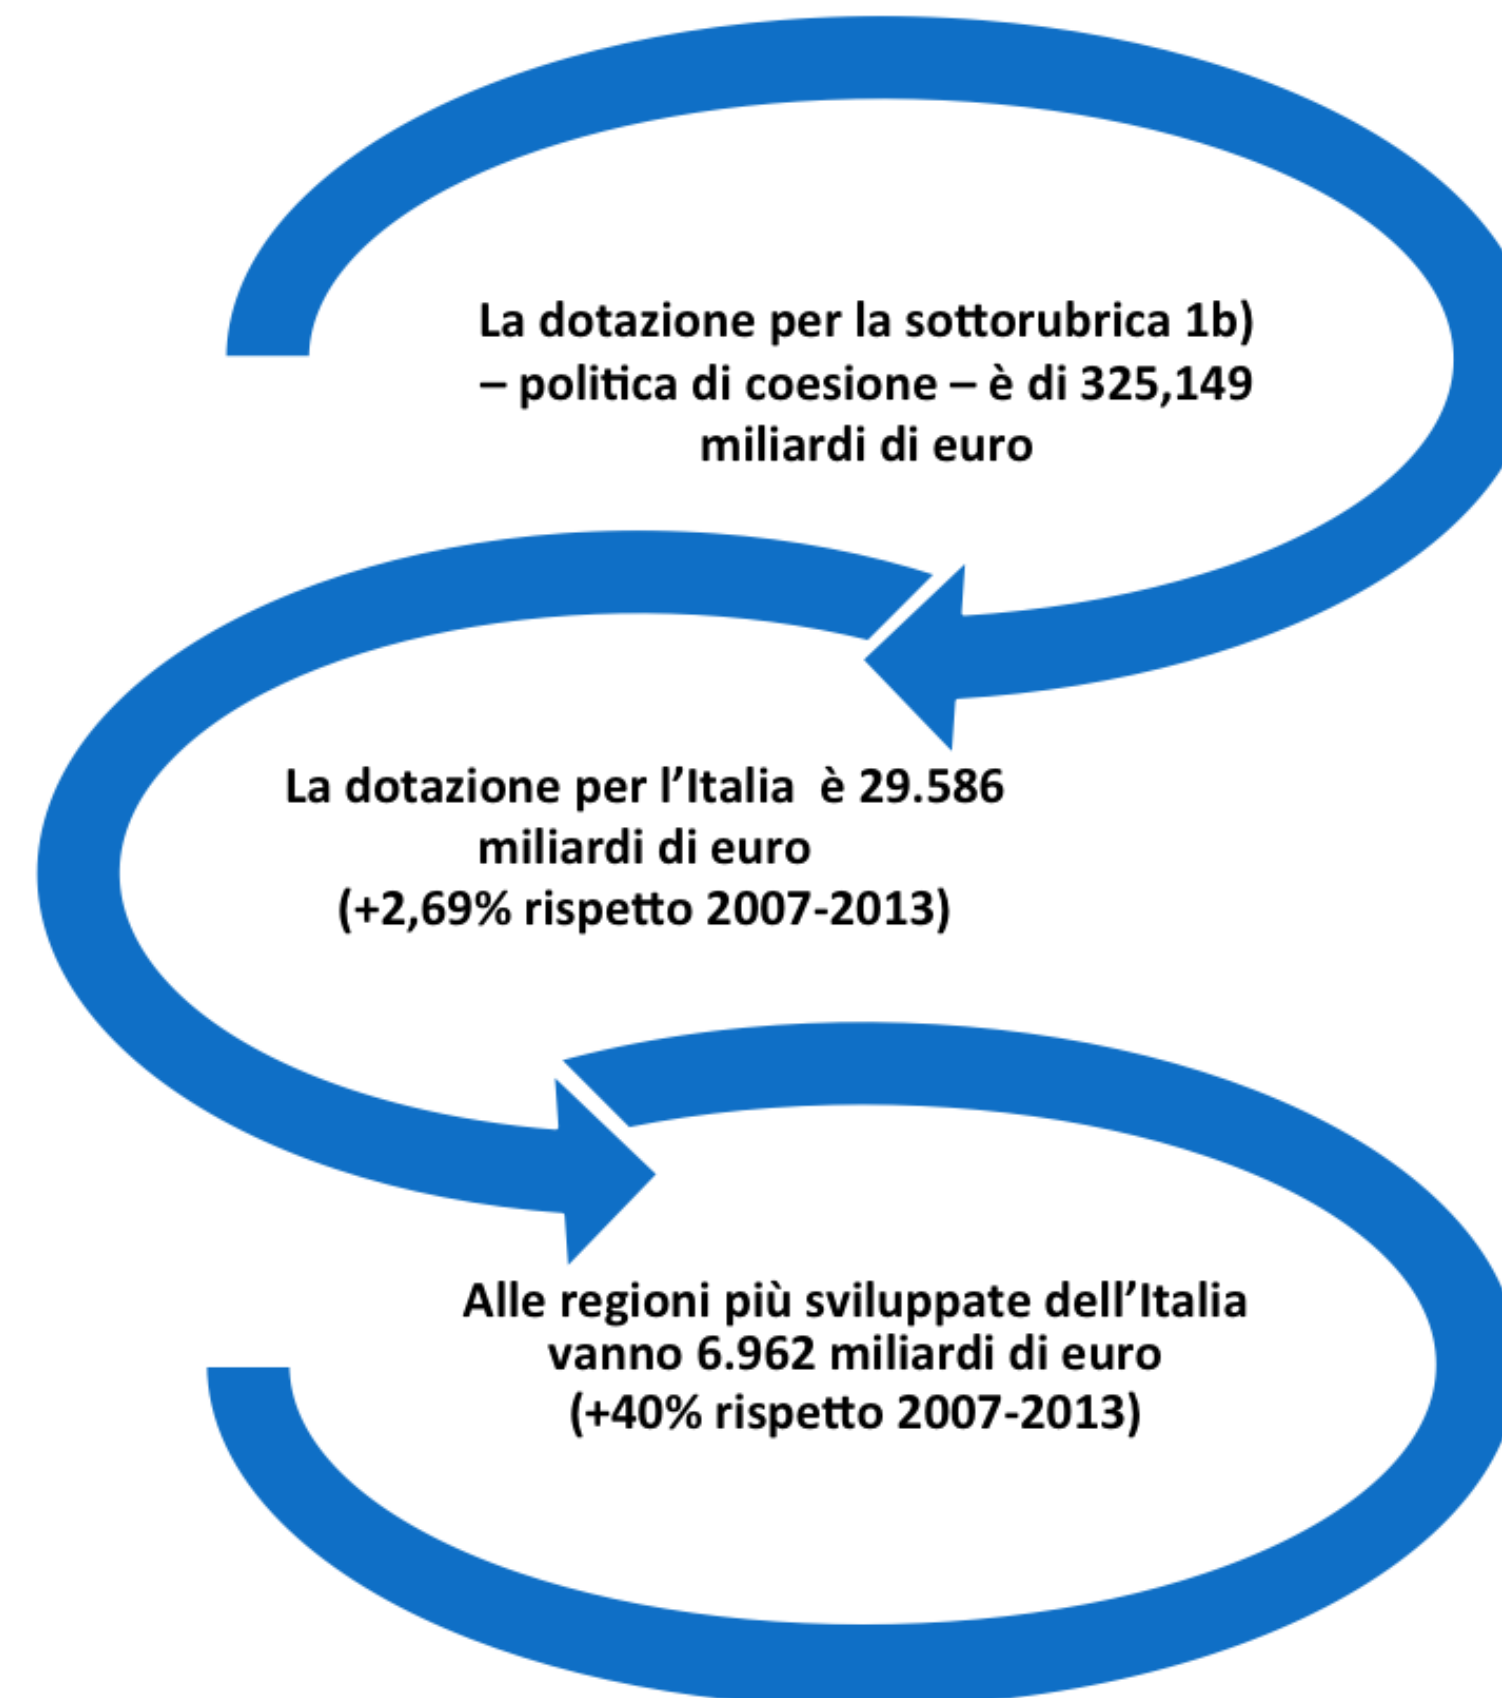 La dotazione per la sottorubrica 1b)
– politica di coesione – è di 325,149
miliardi di euro
La dotazione per l’Italia  è 29.586
miliardi di euro
(+2,69% rispetto 2007-2013)
Alle regioni più sviluppate dell’Italia
vanno 6.962 miliardi di euro
(+40% rispetto 2007-2013)